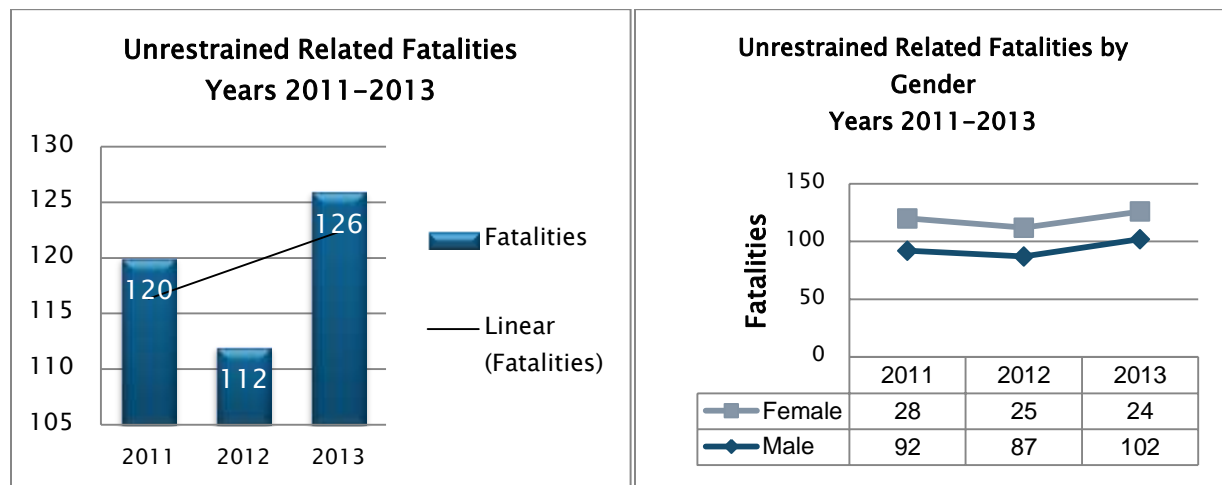 Unrestrained Related Fatalities
Years 2011-2013
130
125
120
115
110
105
120
112
126
2011 2012 2013
Fatalities
Linear
(Fatalities)
Unrestrained Related Fatalities by
Gender
Years 2011-2013
Fatalities
150
100
50
0
2011 2012 2013
Female 28 25 24
Male 92 87 102